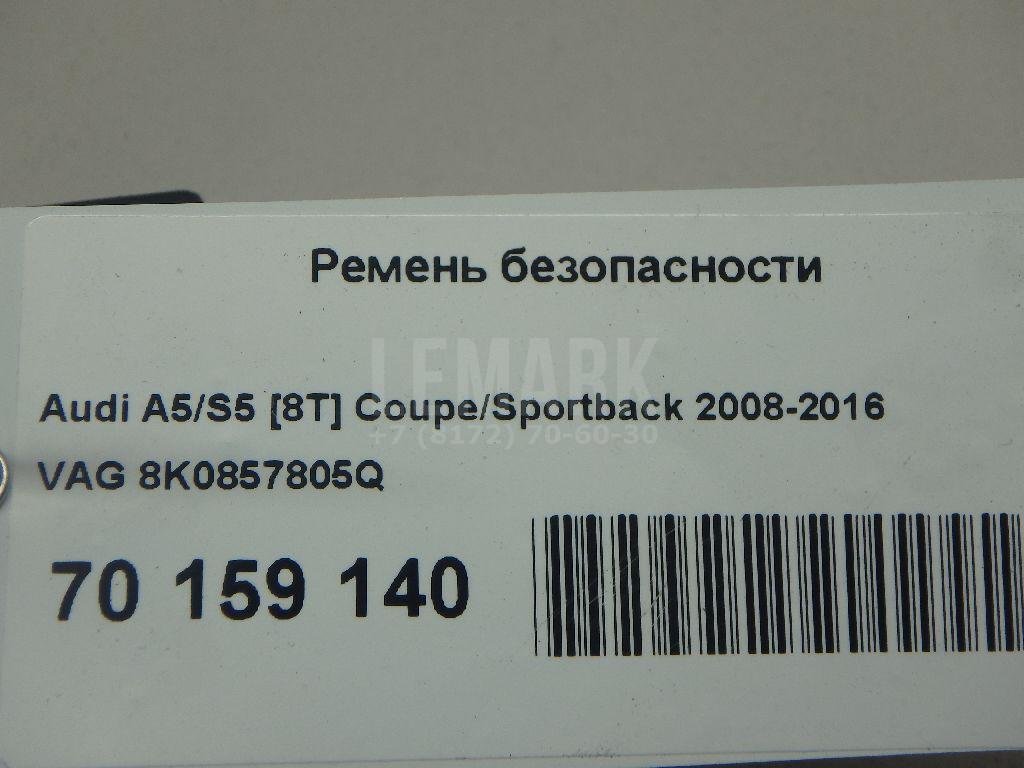 Ремень безопасности
LEMARK
Audi A5/S5 [8T] Coupe/Sportback 2008-2016
+7 (8172) 70-60-30
VAG 8K0857805Q
70 159 140